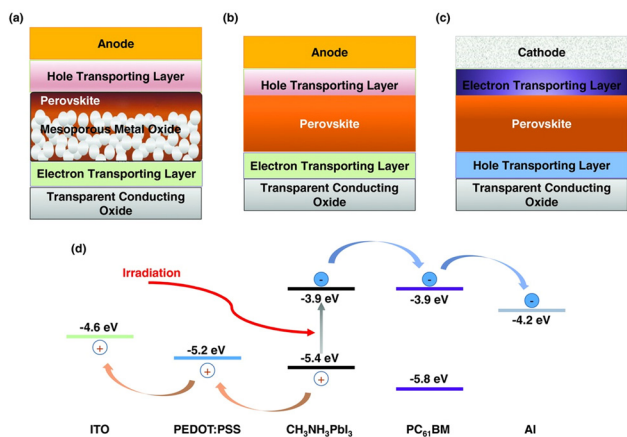 (a)
Anode
Hole Transporting Layer
Perovskite
Mesoporous Metal Oxide
Electron Transporting Layer
Transparent Conducting
Oxide
(b)
Anode
Hole Transporting Layer
Perovskite
Electron Transporting Layer
Transparent Conducting
Oxide
(c)
Cathode
Electron Transporting Layer
Perovskite
Hole Transporting Layer
Transparent Conducting
Oxide
(d)
Irradiation
-
-
-
-3.9 eV
-3.9 eV
-4.2 eV
-4.6 eV
+
-5.2 eV
+
-5.4 eV
+
-5.8 eV
ITO
PEDOT:PSS
CH₃NH₃PbI₃
PC₆₁BM
Al